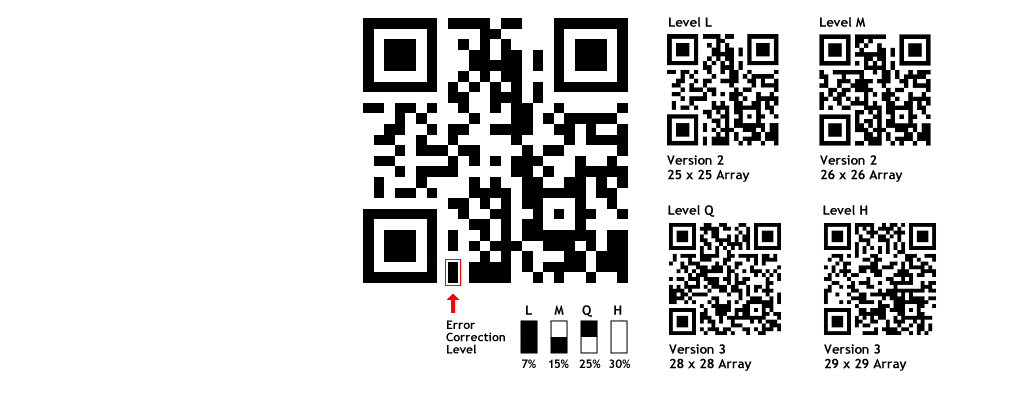 Level L
Level M
Version 2
25 x 25 Array
Version 2
26 x 26 Array
Level Q
Level H
Version 3
28 x 28 Array
Version 3
29 x 29 Array
Error
Correction
Level
L M Q H
7% 15% 25% 30%